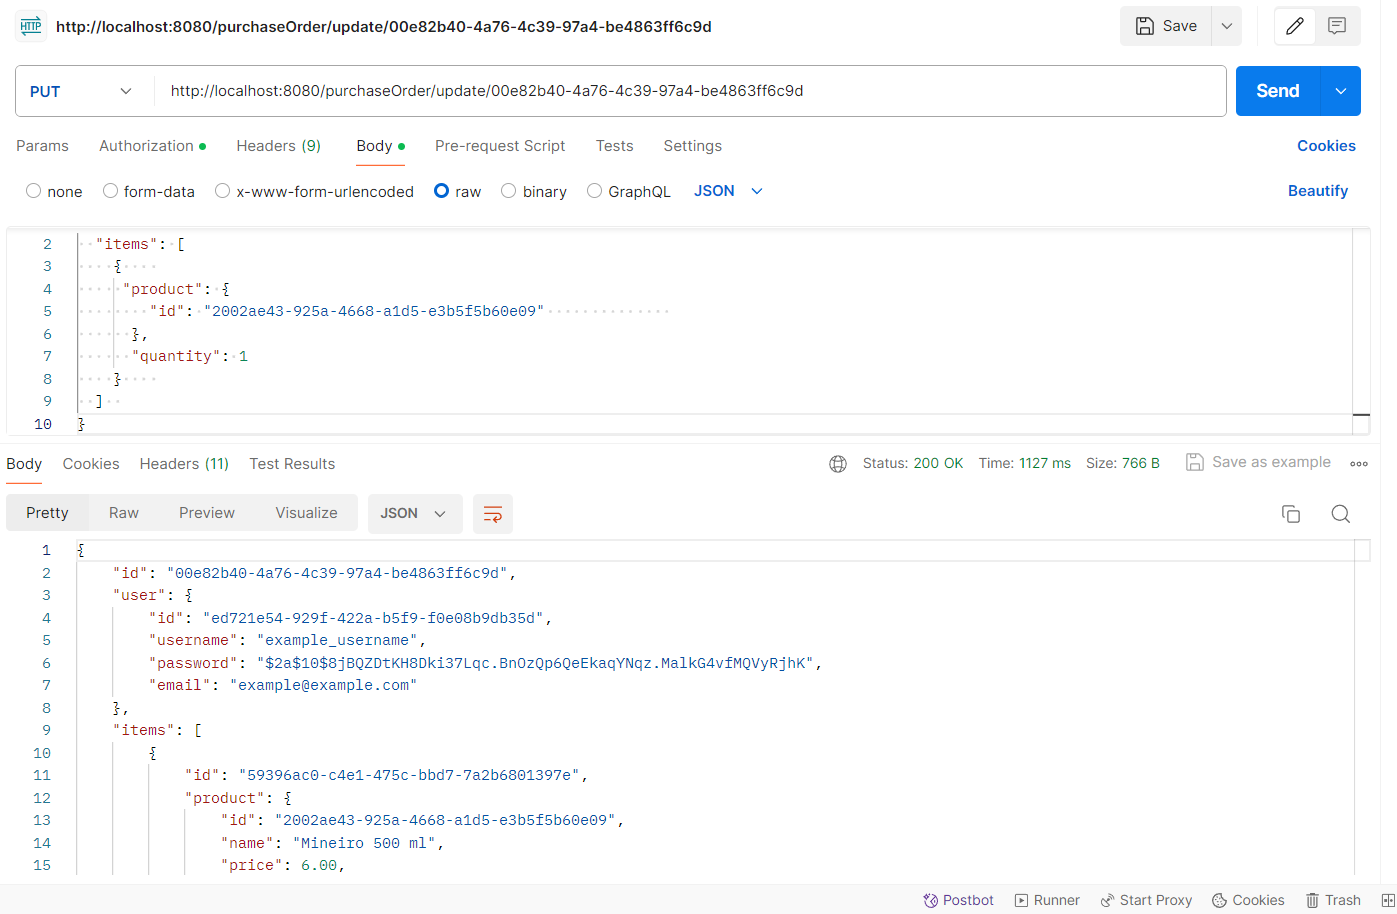 HTTP http://localhost:8080/purchaseOrder/update/00e82b40-4a76-4c39-97a4-be4863ff6c9d Save
PUT http://localhost:8080/purchaseOrder/update/00e82b40-4a76-4c39-97a4-be4863ff6c9d Send
Params Authorization Headers (9) Body Pre-request Script Tests Settings Cookies
none form-data x-www-form-urlencoded raw binary GraphQL JSON Beautify
2 "items": [
3 {
4 "product": {
5 "id": "2002ae43-925a-4668-a1d5-e3b5f5b60e09"
6 },
7 "quantity": 1
8 }
9 ]
10 }
Body Cookies Headers (11) Test Results Status: 200 OK Time: 1127 ms Size: 766 B Save as example
Pretty Raw Preview Visualize JSON
1 {
2 "id": "00e82b40-4a76-4c39-97a4-be4863ff6c9d",
3 "user": {
4 "id": "ed721e54-929f-422a-b5f9-f0e08b9db35d",
5 "username": "example_username",
6 "password": "$2a$10$8jBQZDtKH8Dki37Lqc.BnOzQp6QeEkaqYNqz.MalkG4vfMQVyRjhK",
7 "email": "example@example.com"
8 },
9 "items": [
10 {
11 "id": "59396ac0-c4e1-475c-bbd7-7a2b6801397e",
12 "product": {
13 "id": "2002ae43-925a-4668-a1d5-e3b5f5b60e09",
14 "name": "Mineiro 500 ml",
15 "price": 6.00,
Postbot Runner Start Proxy Cookies Trash